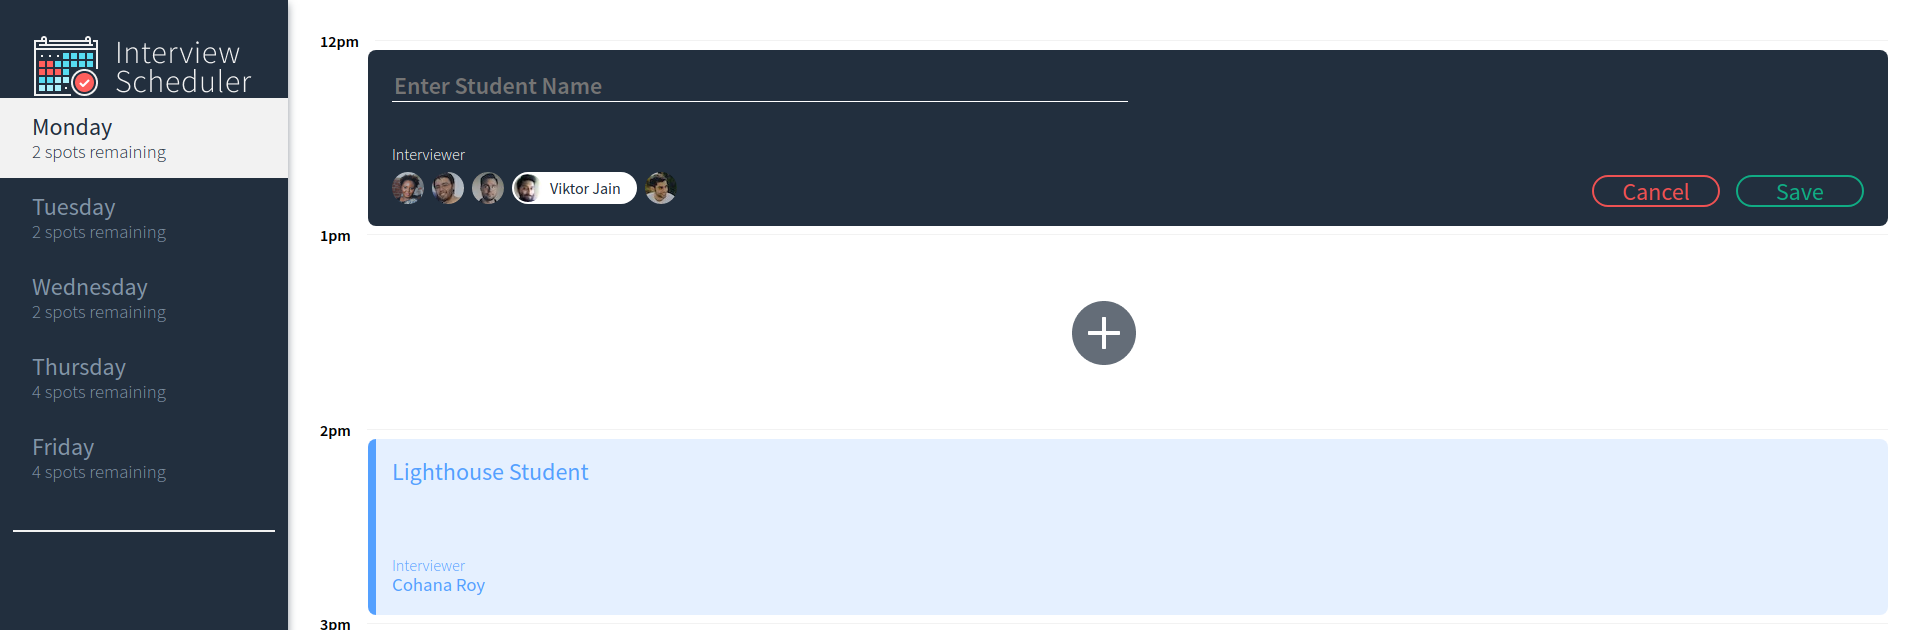 Interview
Scheduler
Monday
2 spots remaining
Tuesday
2 spots remaining
Wednesday
2 spots remaining
Thursday
4 spots remaining
Friday
4 spots remaining
12pm
Enter Student Name
Interviewer
Viktor Jain
Cancel Save
1pm
2pm
Lighthouse Student
Interviewer
Cohana Roy
3pm